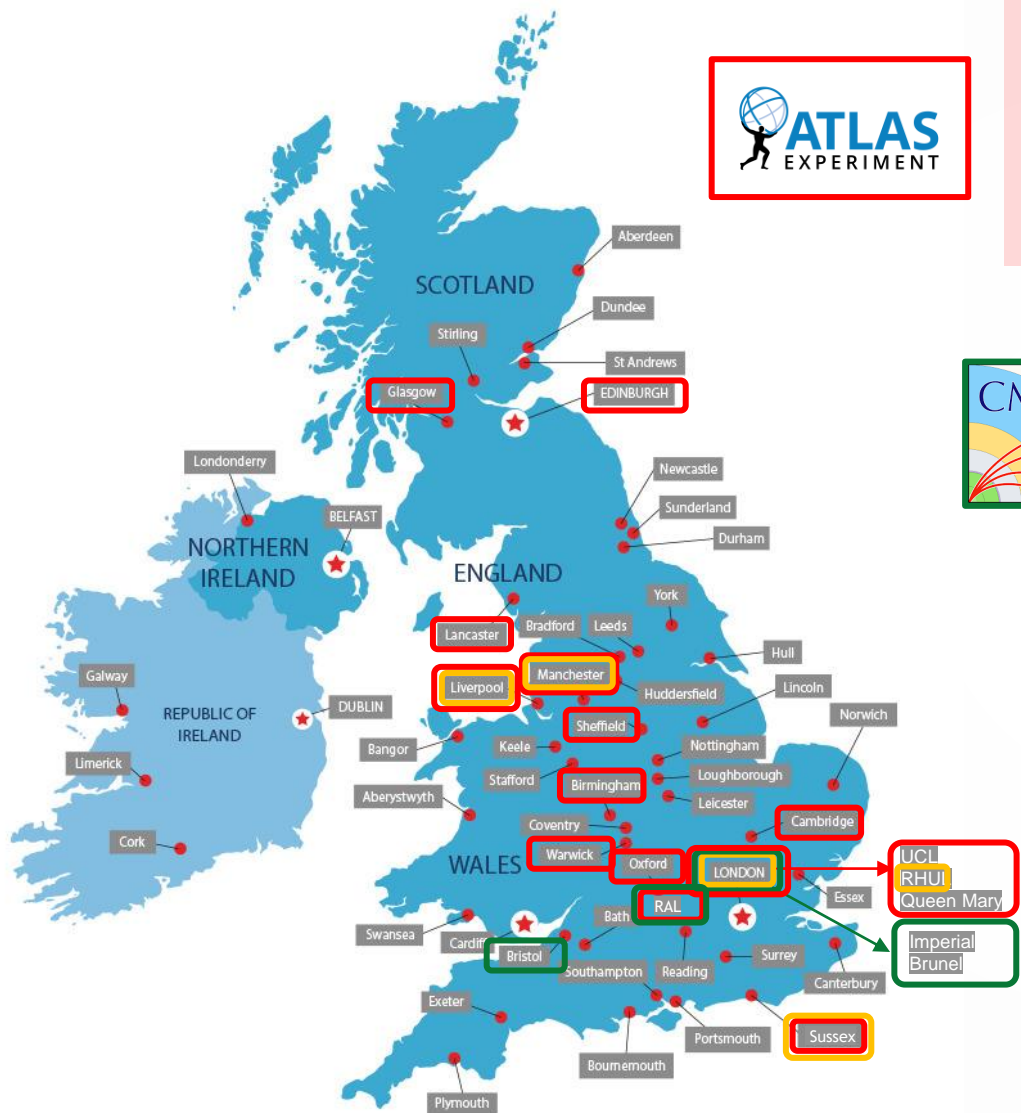 ATLAS
EXPERIMENT
Aberdeen
SCOTLAND
Dundee
Stirling
St Andrews
Glasgow
EDINBURGH
CM
Londonderry
Newcastle
Sunderland
BELFAST
Durham
NORTHERN
IRELAND
ENGLAND
York
Lancaster
Bradford
Leeds
Hull
Galway
Liverpool
Manchester
Huddersfield
Lincoln
DUBLIN
Norwich
REPUBLIC OF
IRELAND
Sheffield
Bangor
Keele
Nottingham
Limerick
Stafford
Loughborough
Birmingham
Leicester
Aberystwyth
Coventry
Cambridge
Cork
Warwick
WALES
Oxford
LONDON
UCL
RHUL
Queen Mary
Essex
RAL
Bath
Swansea
Cardiff
Bristol
Imperial
Brunel
Surrey
Southampton
Reading
Canterbury
Exeter
Portsmouth
Sussex
Bournemouth
Plymouth